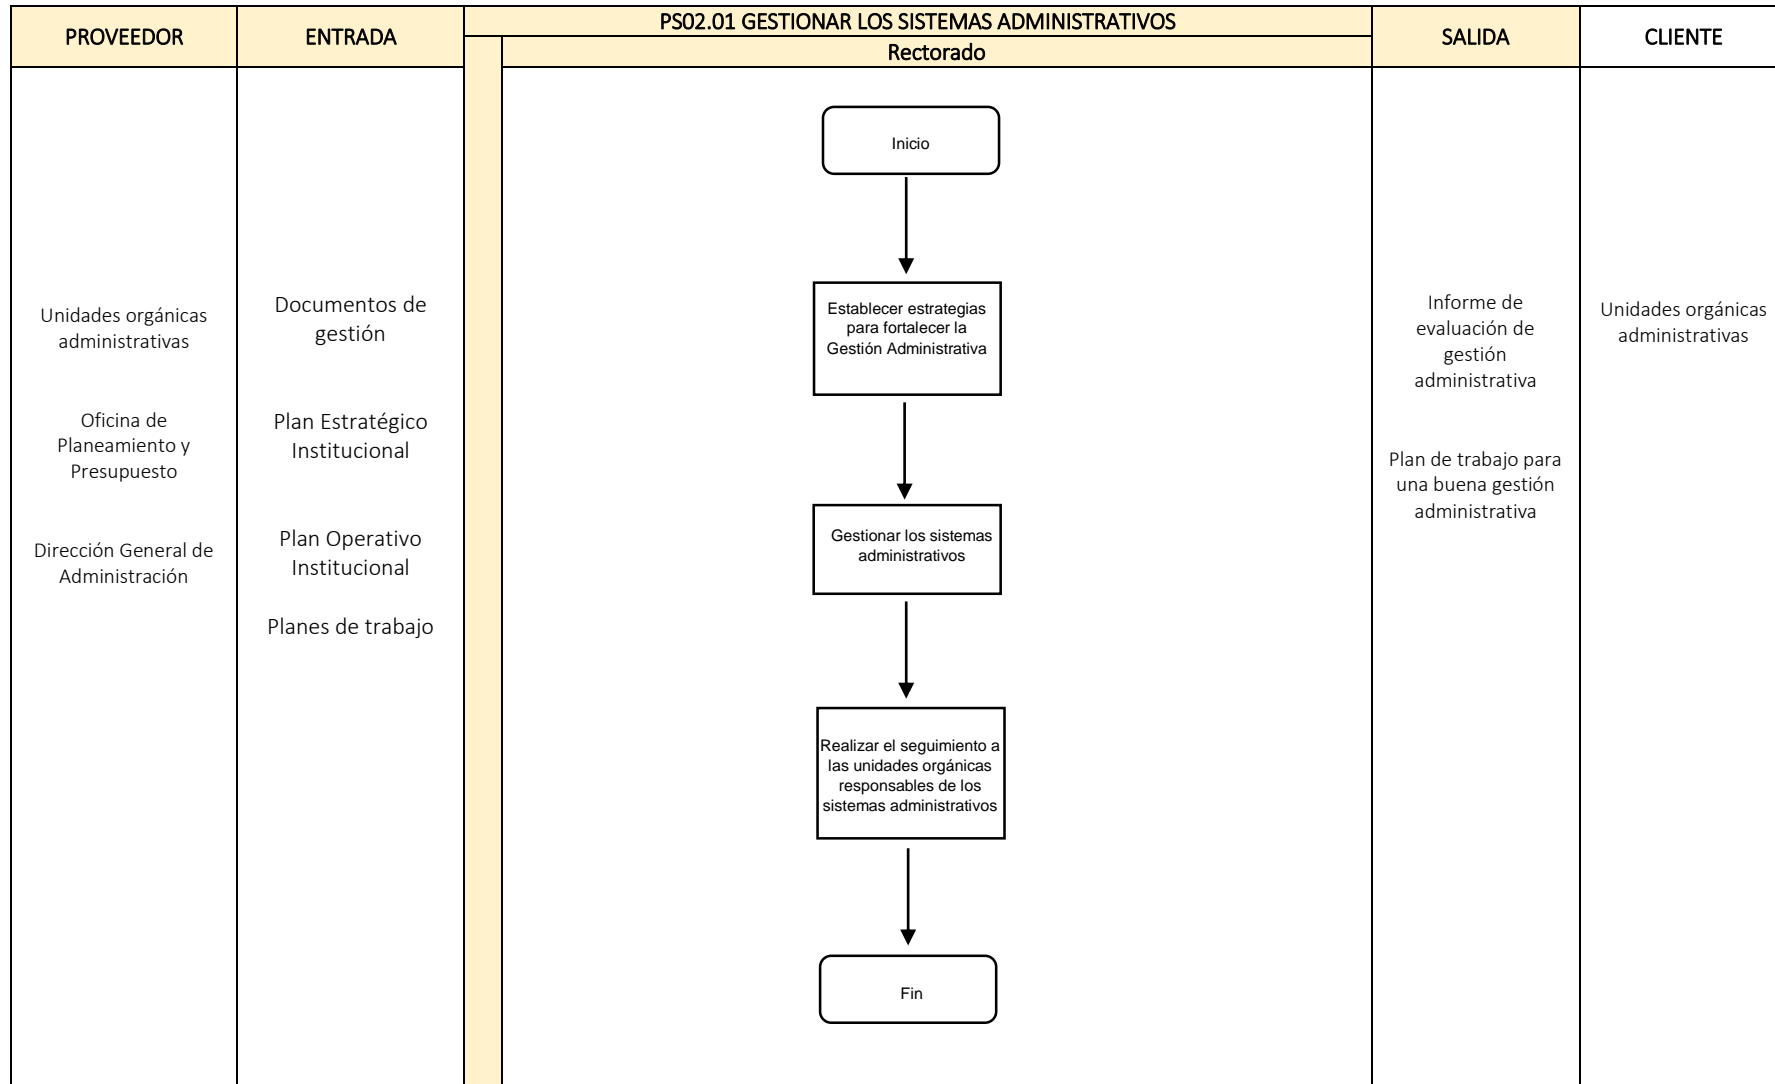 PROVEEDOR
ENTRADA
PS02.01 GESTIONAR LOS SISTEMAS ADMINISTRATIVOS
Rectorado
SALIDA
CLIENTE
Unidades orgánicas
administrativas
Oficina de
Planeamiento y
Presupuesto
Dirección General de
Administración
Documentos de
gestión
Plan Estratégico
Institucional
Plan Operativo
Institucional
Planes de trabajo
Inicio
Establecer estrategias
para fortalecer la
Gestión Administrativa
Gestionar los sistemas
administrativos
Realizar el seguimiento a
las unidades orgánicas
responsables de los
sistemas administrativos
Fin
Informe de
evaluación de
gestión
administrativa
Plan de trabajo para
una buena gestión
administrativa
Unidades orgánicas
administrativas